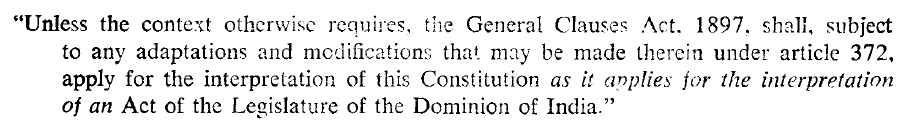 “Unless the context otherwise requires, the General Clauses Act. 1897, shall, subject
to any adaptations and modifications that may be made therein under article 372,
apply for the interpretation of this Constitution as it applies for the interpretation
of an Act of the Legislature of the Dominion of India.”